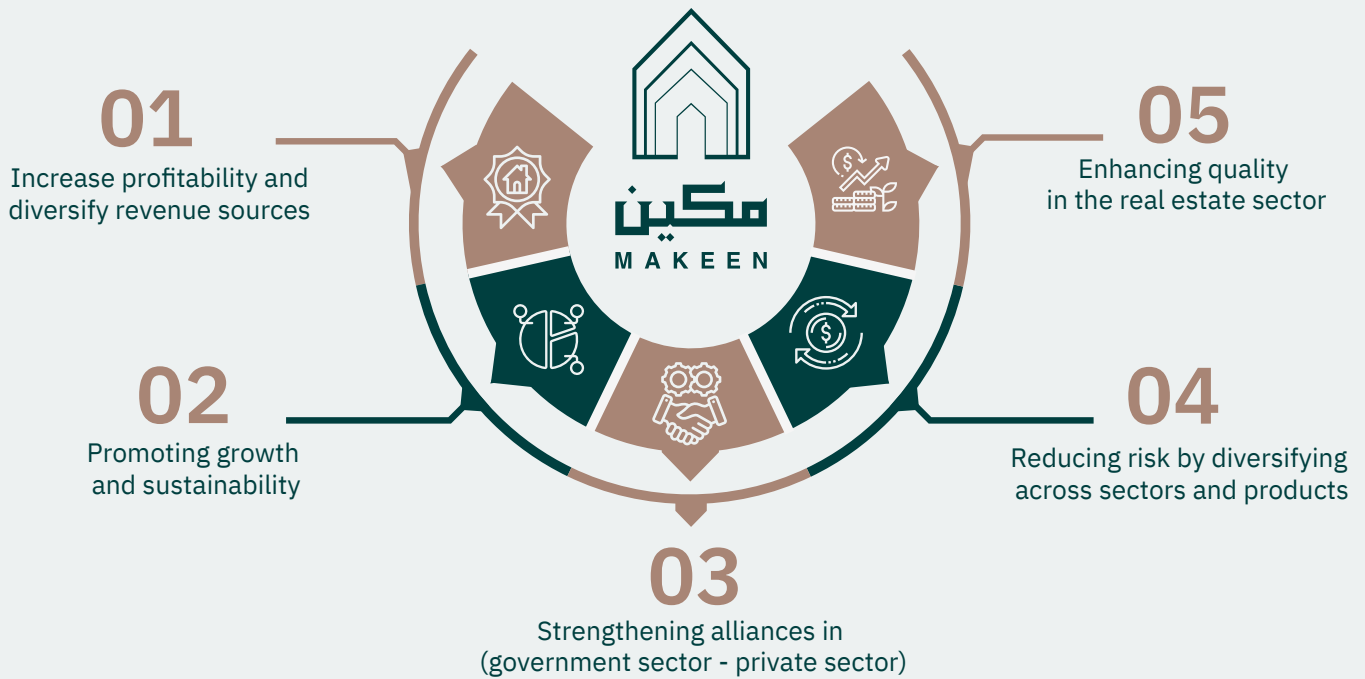 مكين
MAKEEN
01
Increase profitability and
diversify revenue sources
02
Promoting growth
and sustainability
03
Strengthening alliances in
(government sector - private sector)
04
Reducing risk by diversifying
across sectors and products
05
Enhancing quality
in the real estate sector